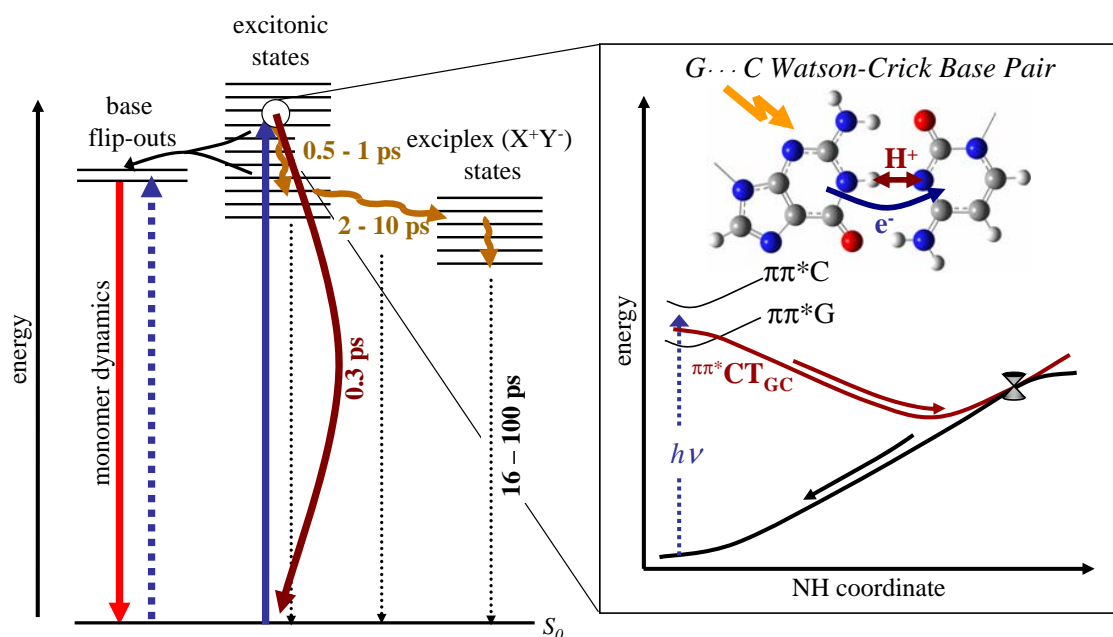 excitonic
states
base
flip-outs
0.5 - 1 ps
exciplex (X⁺Y⁻)
states
2 - 10 ps
energy
monomer dynamics
0.3 ps
16 – 100 ps
S₀
G··· C Watson-Crick Base Pair
H⁺
e⁻
ππ*C
ππ*G
energy
ππ*CT_GC
hν
NH coordinate